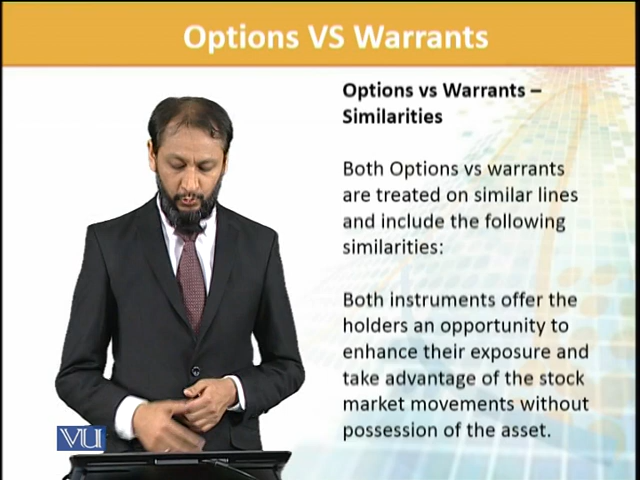 Options VS Warrants
Options vs Warrants –
Similarities
Both Options vs warrants
are treated on similar lines
and include the following
similarities:
Both instruments offer the
holders an opportunity to
enhance their exposure and
take advantage of the stock
market movements without
possession of the asset.
VU